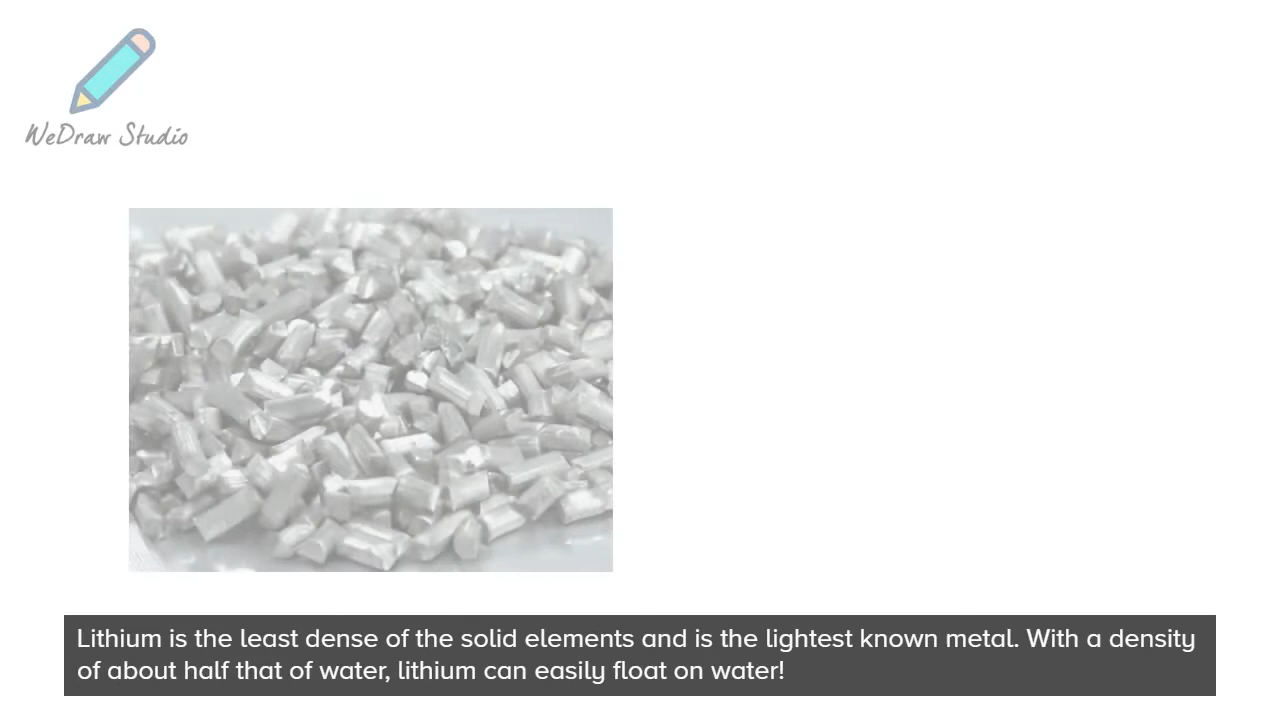 WeDraw Studio
Lithium is the least dense of the solid elements and is the lightest known metal. With a density
of about half that of water, lithium can easily float on water!